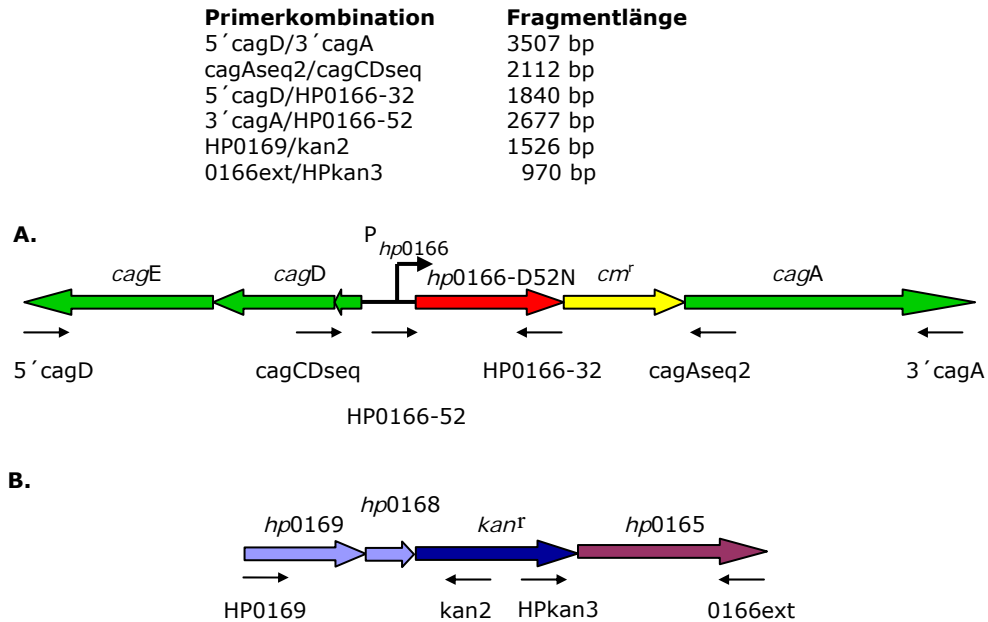 Primerkombination Fragmentlänge
5´cagD/3´cagA 3507 bp
cagAseq2/cagCDseq 2112 bp
5´cagD/HP0166-32 1840 bp
3´cagA/HP0166-52 2677 bp
HP0169/kan2 1526 bp
0166ext/HPkan3 970 bp
A.
P hp0166
cagE cagD hp0166-D52N cmr cagA
5´cagD cagCDseq HP0166-32 cagAseq2 3´cagA
HP0166-52
B.
hp0169 hp0168 kanr hp0165
HP0169 kan2 HPkan3 0166ext